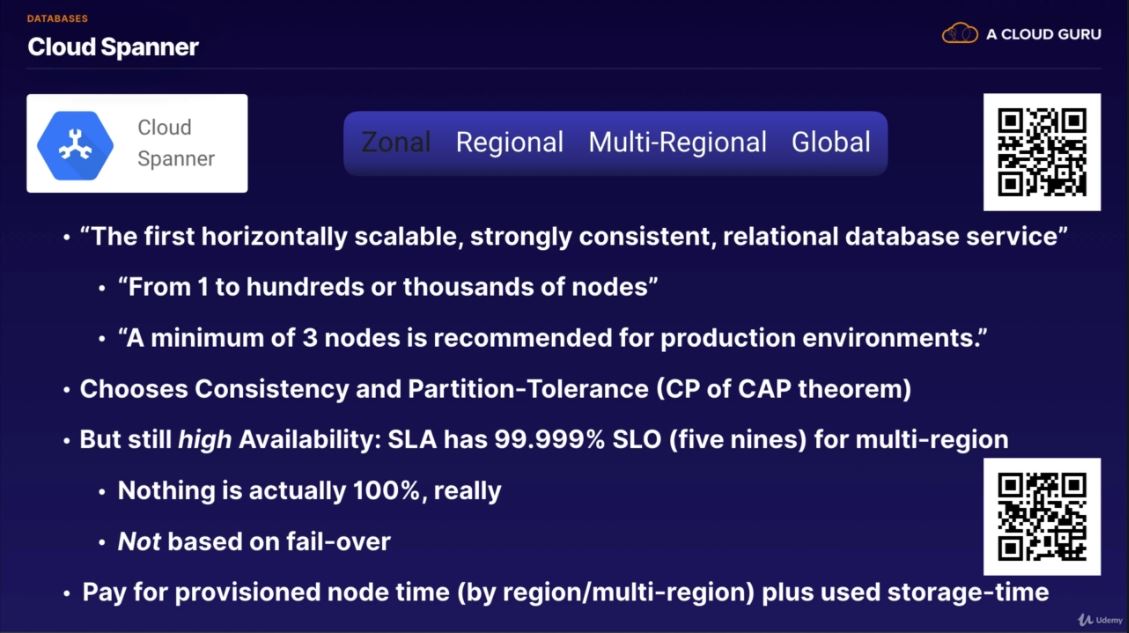 DATABASES
Cloud Spanner
A CLOUD GURU
Cloud
Spanner
Zonal Regional Multi-Regional Global
• “The first horizontally scalable, strongly consistent, relational database service”
• “From 1 to hundreds or thousands of nodes”
• “A minimum of 3 nodes is recommended for production environments.”
• Chooses Consistency and Partition-Tolerance (CP of CAP theorem)
• But still high Availability: SLA has 99.999% SLO (five nines) for multi-region
• Nothing is actually 100%, really
• Not based on fail-over
• Pay for provisioned node time (by region/multi-region) plus used storage-time
Udemy